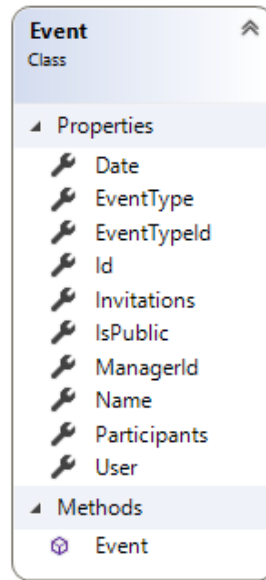 Event
Class
Properties
Date
EventType
EventTypeId
Id
Invitations
IsPublic
ManagerId
Name
Participants
User
Methods
Event